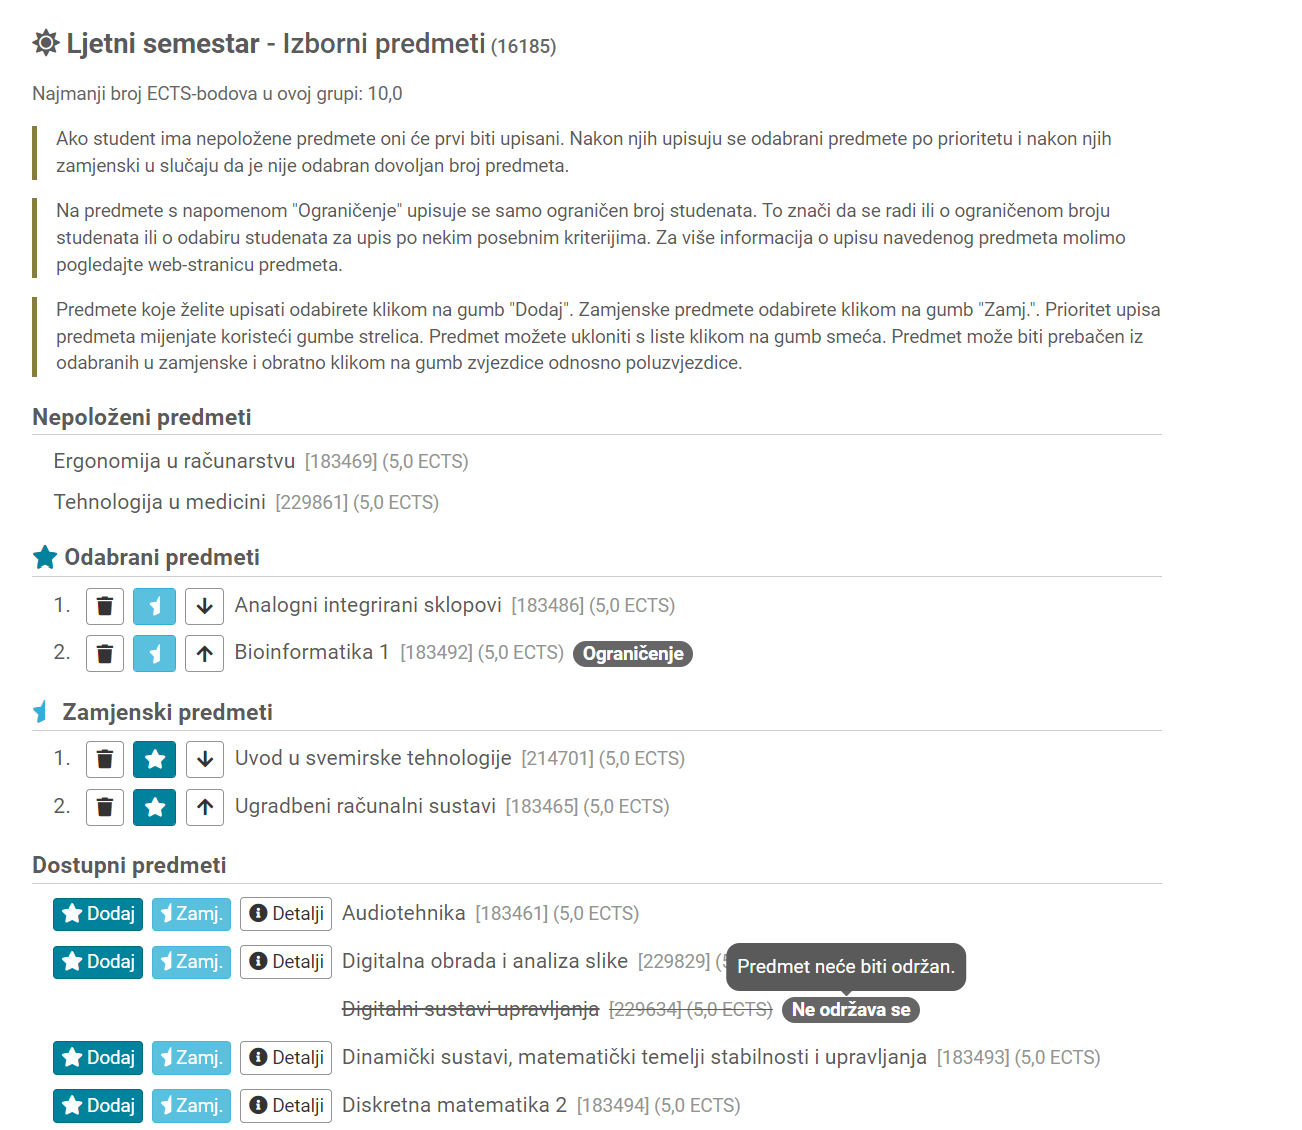 Ljetni semestar - Izborni predmeti (16185)
Najmanji broj ECTS-bodova u ovoj grupi: 10,0
Ako student ima nepoložene predmete oni će prvi biti upisani. Nakon njih upisuju se odabrani predmete po prioritetu i nakon njih
zamjenski u slučaju da je nije odabran dovoljan broj predmeta.
Na predmete s napomenom "Ograničenje" upisuje se samo ograničen broj studenata. To znači da se radi ili o ograničenom broju
studenata ili o odabiru studenata za upis po nekim posebnim kriterijima. Za više informacija o upisu navedenog predmeta molimo
pogledajte web-stranicu predmeta.
Predmete koje želite upisati odabirete klikom na gumb "Dodaj". Zamjenske predmete odabirete klikom na gumb "Zamj.". Prioritet upisa
predmeta mijenjate koristeći gumbe strelica. Predmet možete ukloniti s liste klikom na gumb smeća. Predmet može biti prebačen iz
odabranih u zamjenske i obratno klikom na gumb zvjezdice odnosno poluzvjezdice.
Nepoloženi predmeti
Ergonomija u računarstvu [183469] (5,0 ECTS)
Tehnologija u medicini [229861] (5,0 ECTS)
Odabrani predmeti
1. Analogni integrirani sklopovi [183486] (5,0 ECTS)
2. Bioinformatika 1 [183492] (5,0 ECTS) Ograničenje
Zamjenski predmeti
1. Uvod u svemirske tehnologije [214701] (5,0 ECTS)
2. Ugradbeni računalni sustavi [183465] (5,0 ECTS)
Dostupni predmeti
Dodaj Zamj. Detalji Audiotehnika [183461] (5,0 ECTS)
Dodaj Zamj. Detalji Digitalna obrada i analiza slike [229829]
Predmet neće biti održan.
Digitalni sustavi upravljanja [229634] (5,0 ECTS) Ne održava se
Dodaj Zamj. Detalji Dinamički sustavi, matematički temelji stabilnosti i upravljanja [183493] (5,0 ECTS)
Dodaj Zamj. Detalji Diskretna matematika 2 [183494] (5,0 ECTS)